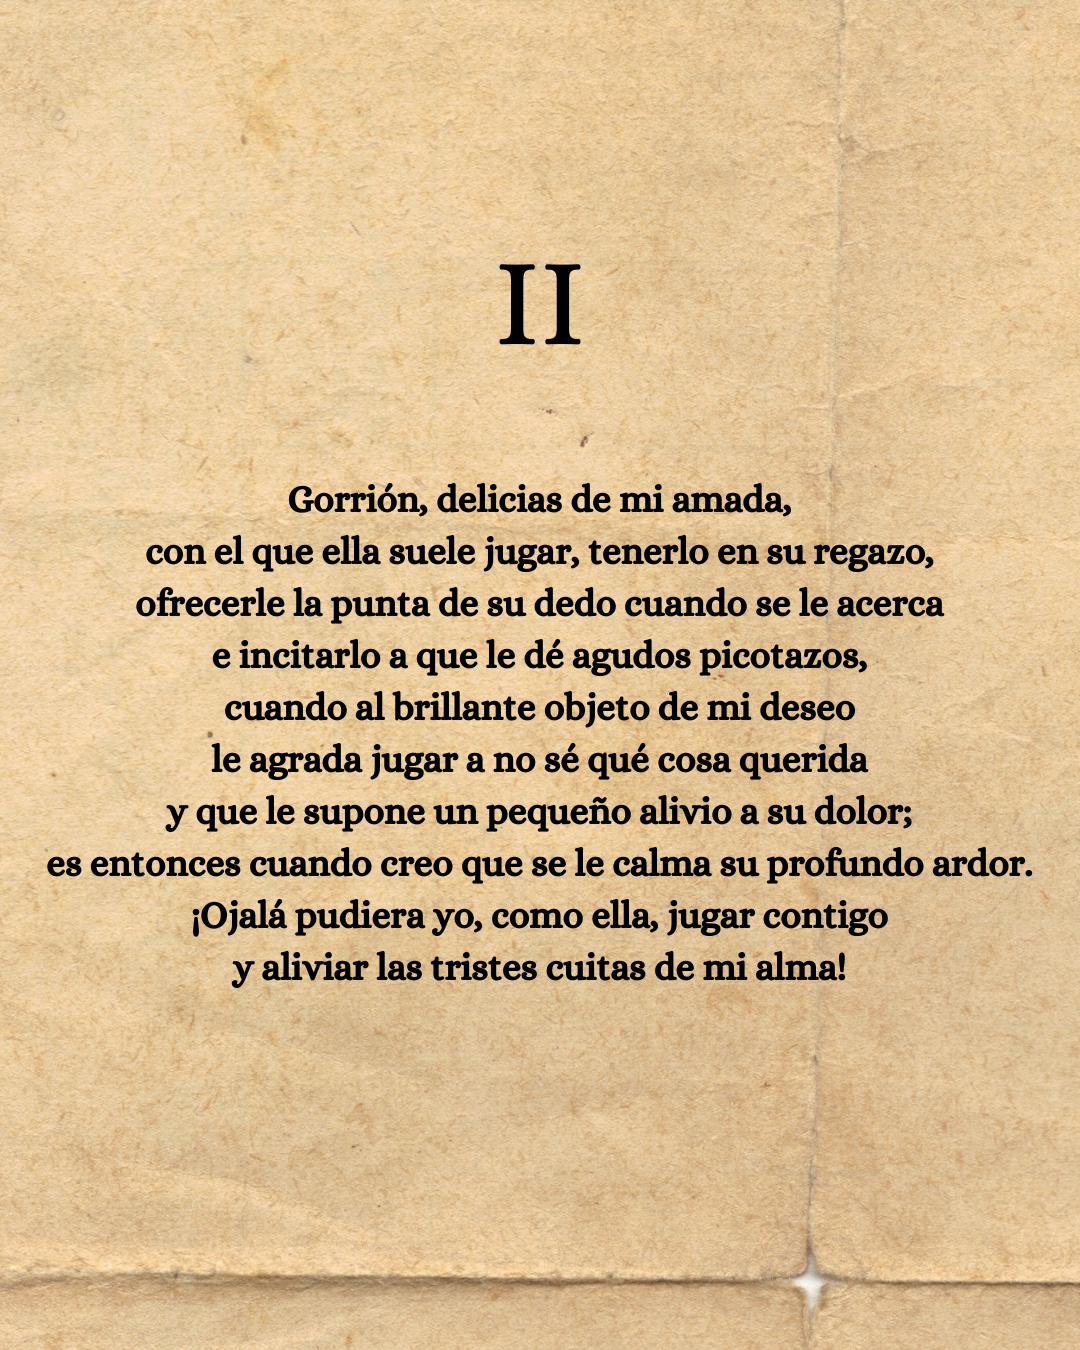 II
Gorrión, delicias de mi amada,
con el que ella suele jugar, tenerlo en su regazo,
ofrecerle la punta de su dedo cuando se le acerca
e incitarlo a que le dé agudos picotazos,
cuando al brillante objeto de mi deseo
le agrada jugar a no sé qué cosa querida
y que le supone un pequeño alivio a su dolor;
es entonces cuando creo que se le calma su profundo ardor.
¡Ojalá pudiera yo, como ella, jugar contigo
y aliviar las tristes cuitas de mi alma!